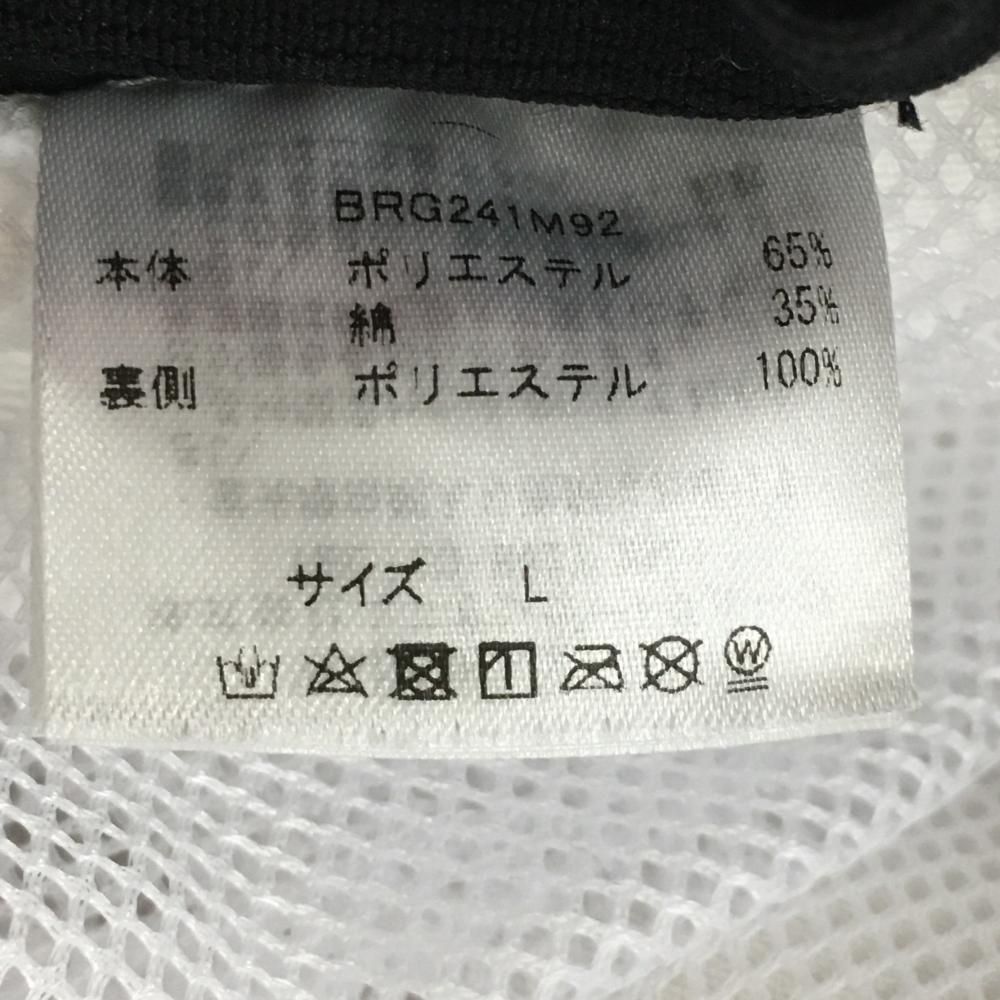 BRG241M92
本体 ポリエステル 65%
綿 35%
裏側 ポリエステル 100%
サイズ L
W